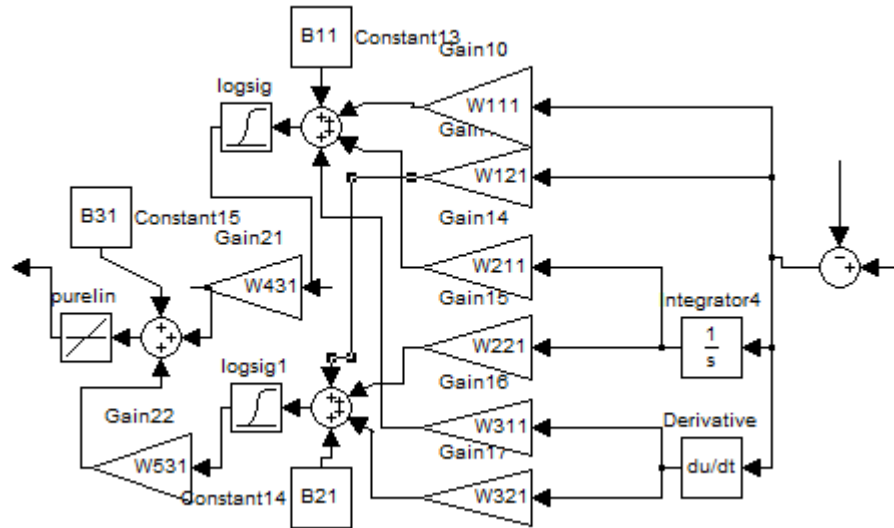 B11
Constant13
Gain10
logsig
W111
Gain
W121
B31
Constant15
Gain14
Gain21
W211
W431
Gain15
ntegrator4
purelin
1
s
W221
logsig1
Gain16
Gain22
W311
Derivative
Gain17
du/dt
W531
Constant14
B21
W321
+
+
+
+
+
+
+
+
+
+
+
−
+